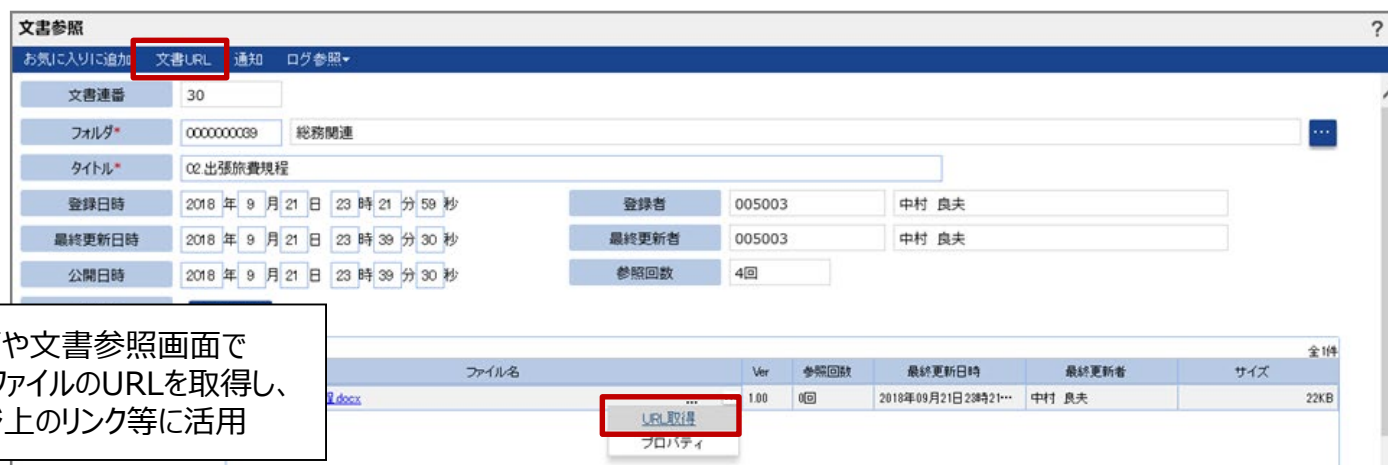 文書参照 ?
お気に入りに追加 文書URL 通知 ログ参照▾
文書連番 30
フォルダ* 0000000039 総務関連 ...
タイトル* 02.出張旅費規程
登録日時 2018 年 9 月 21 日 23 時 21 分 59 秒 登録者 005003 中村 良夫
最終更新日時 2018 年 9 月 21 日 23 時 39 分 30 秒 最終更新者 005003 中村 良夫
公開日時 2018 年 9 月 21 日 23 時 39 分 30 秒 参照回数 4回
や文書参照画面で
ファイルのURLを取得し、
上のリンク等に活用
全1件
ファイル名 Ver 参照回数 最終更新日時 最終更新者 サイズ
程.docx ... 1.00 0回 2018年09月21日23時21… 中村 良夫 22KB
URL取得
プロパティ